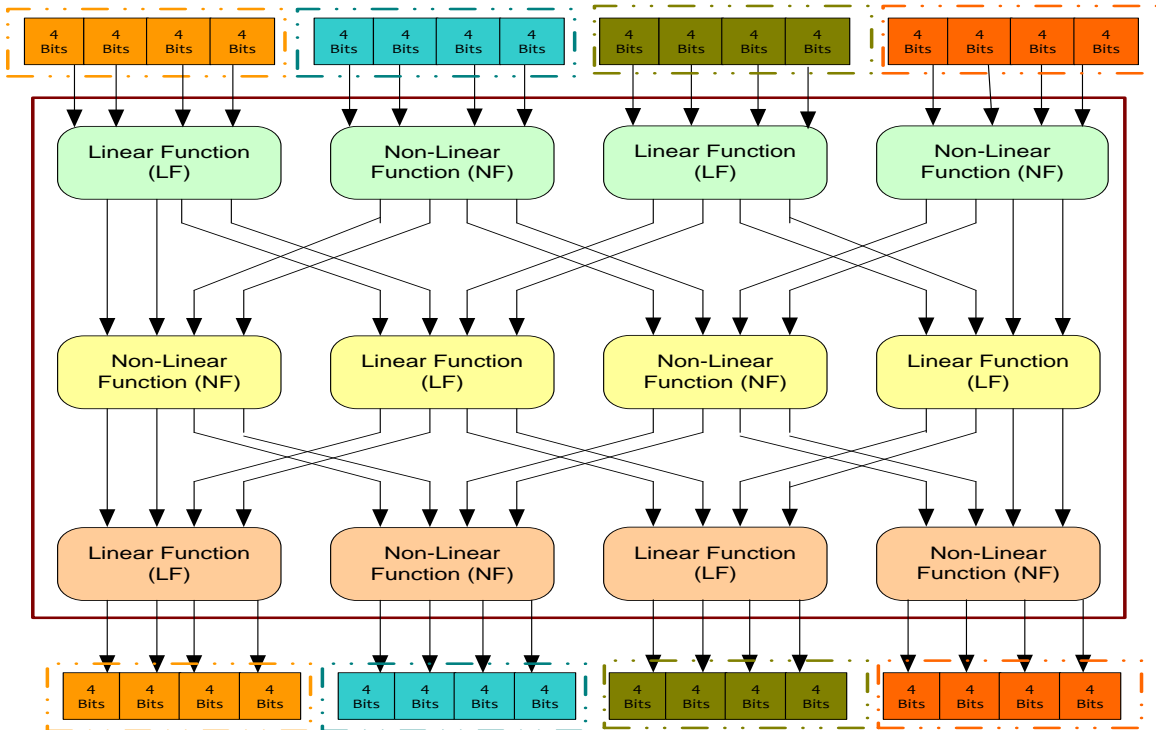 4 4 4 4 4 4 4 4 4 4 4 4 4 4 4 4
Bits Bits Bits Bits Bits Bits Bits Bits Bits Bits Bits Bits Bits Bits Bits Bits
Linear Function Non-Linear Linear Function Non-Linear
(LF) Function (NF) (LF) Function (NF)
Non-Linear Linear Function Non-Linear Linear Function
Function (NF) (LF) Function (NF) (LF)
Linear Function Non-Linear Linear Function Non-Linear
(LF) Function (NF) (LF) Function (NF)
4 4 4 4 4 4 4 4 4 4 4 4 4 4 4 4
Bits Bits Bits Bits Bits Bits Bits Bits Bits Bits Bits Bits Bits Bits Bits Bits